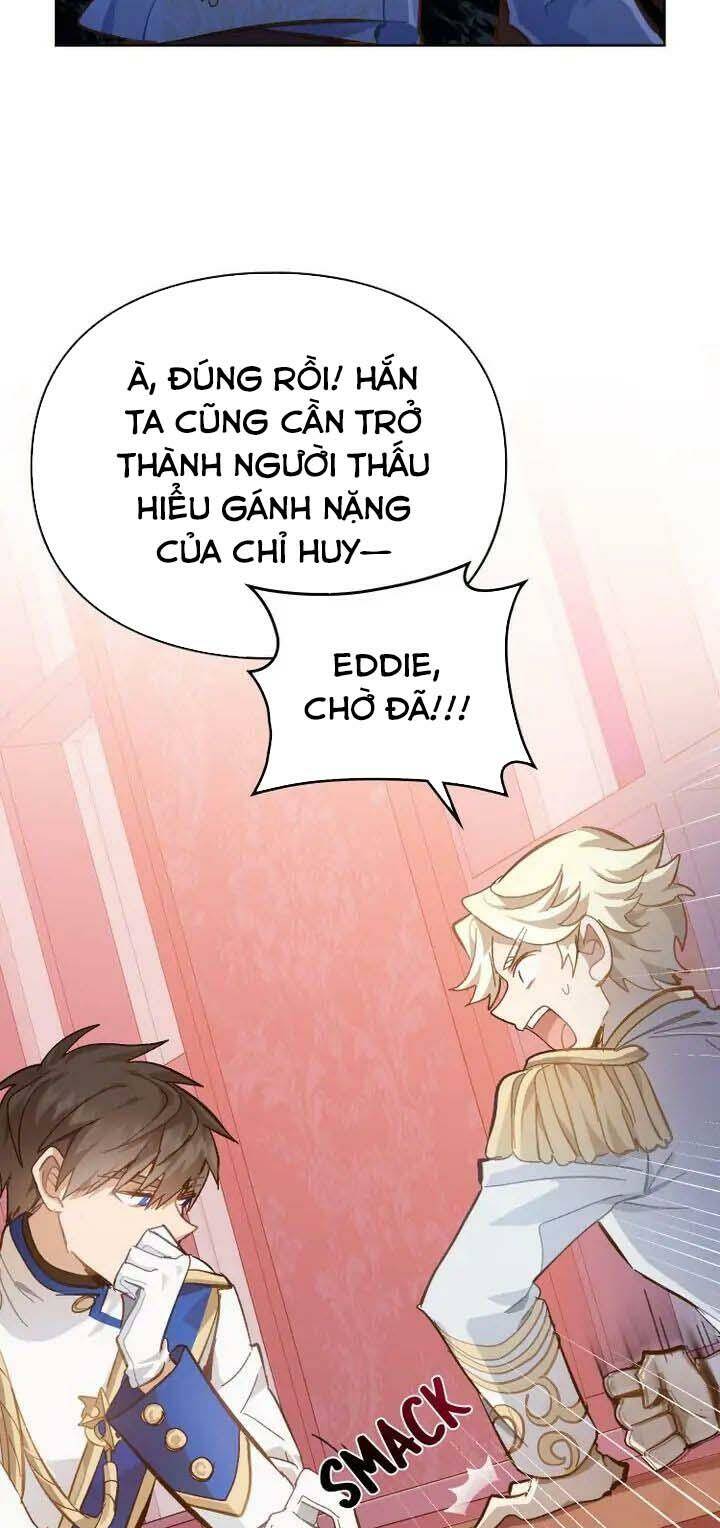 À, ĐÚNG RỒI! HẮN
TA CŨNG CẦN TRỞ
THÀNH NGƯỜI THẤU
HIỂU GÁNH NẶNG
CỦA CHỈ HUY—
EDDIE,
CHỜ ĐÃ!!!
SMACK